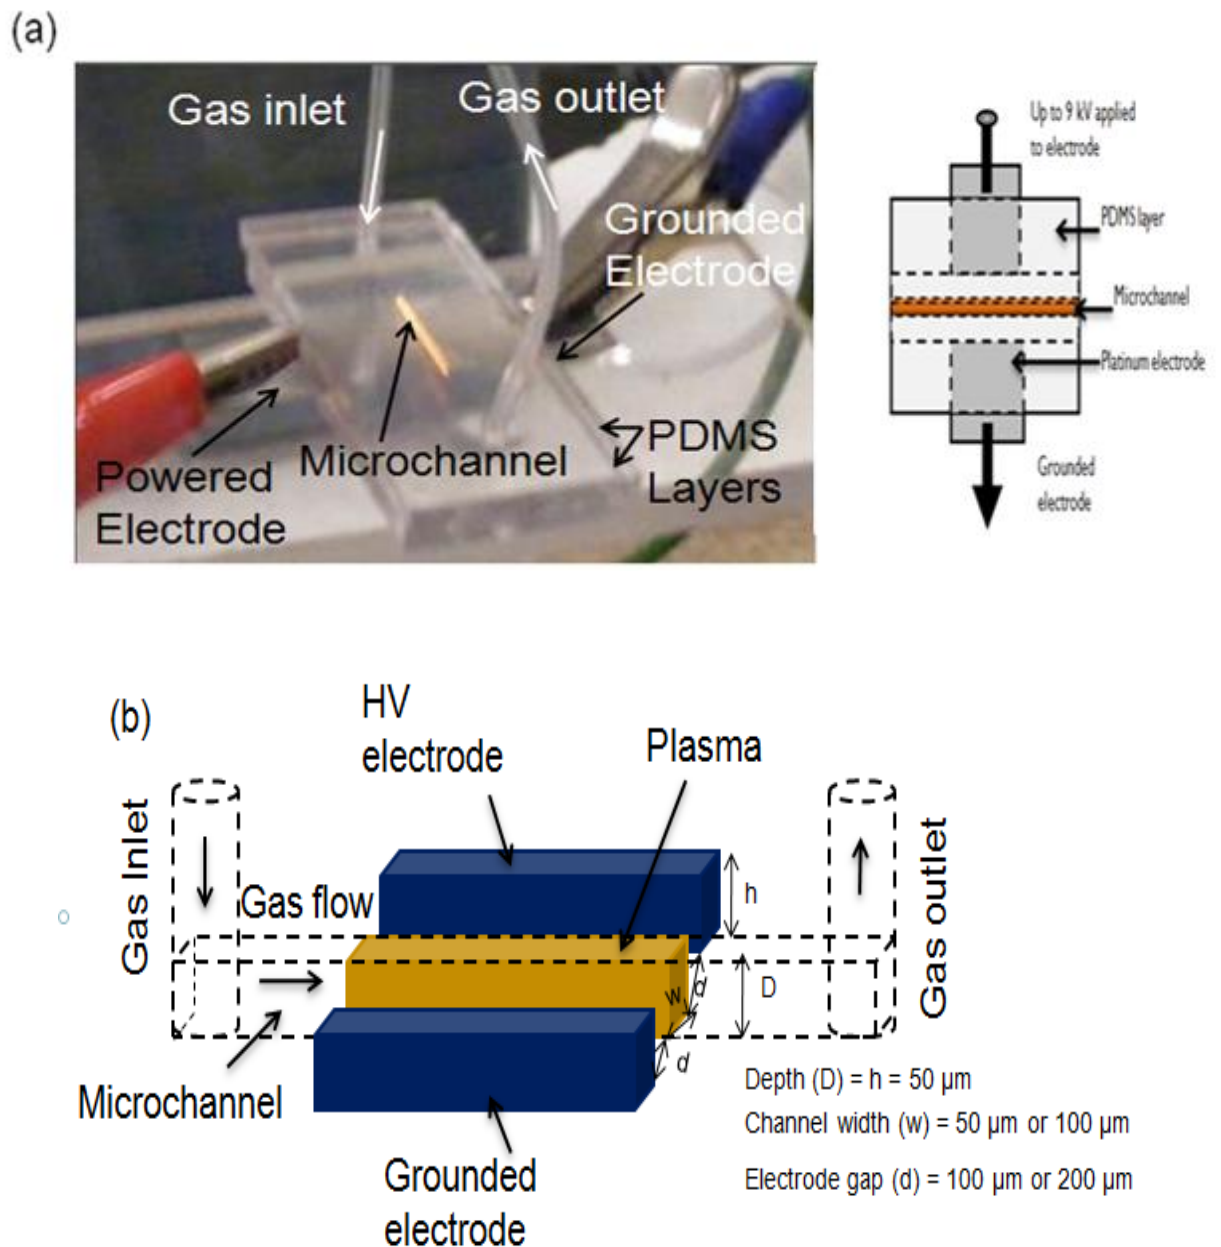 (a)
Gas inlet
Gas outlet
Grounded
Electrode
Powered
Electrode
Microchannel
PDMS
Layers
Up to 9 kV applied
to electrode
PDMS layer
Microchannel
Platinum electrode
Grounded
electrode
(b)
HV
electrode
Plasma
Gas Inlet
Gas flow
h
D
w
d
d
Gas outlet
Microchannel
Grounded
electrode
Depth (D) = h = 50 µm
Channel width (w) = 50 µm or 100 µm
Electrode gap (d) = 100 µm or 200 µm